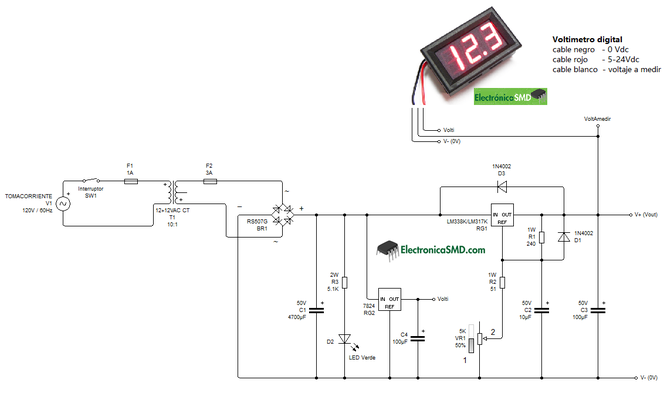 12.3
ElectrónicaSMD
Voltimetro digital
cable negro - 0 Vdc
cable rojo - 5-24Vdc
cable blanco - voltaje a medir
VoltAmedir
Volti
V- (0V)
F1
1A
F2
3A
Interruptor
SW1
TOMACORRIENTE
V1
120V / 50Hz
12+12VAC CT
T1
10:1
~
−
+
RS507G
BR1
~
1N4002
D3
IN OUT
REF
LM338K/LM317K
RG1
V+ (Vout)
1W
R1
240
1N4002
D1
ElectronicaSMD.com
2W
R3
5.1K
50V
C1
4700µF
IN OUT
REF
7824
RG2
Volti
C4
100µF
1W
R2
51
50V
C2
10µF
50V
C3
100µF
5K
VR1
50%
2
1
D2
LED Verde
V- (0V)